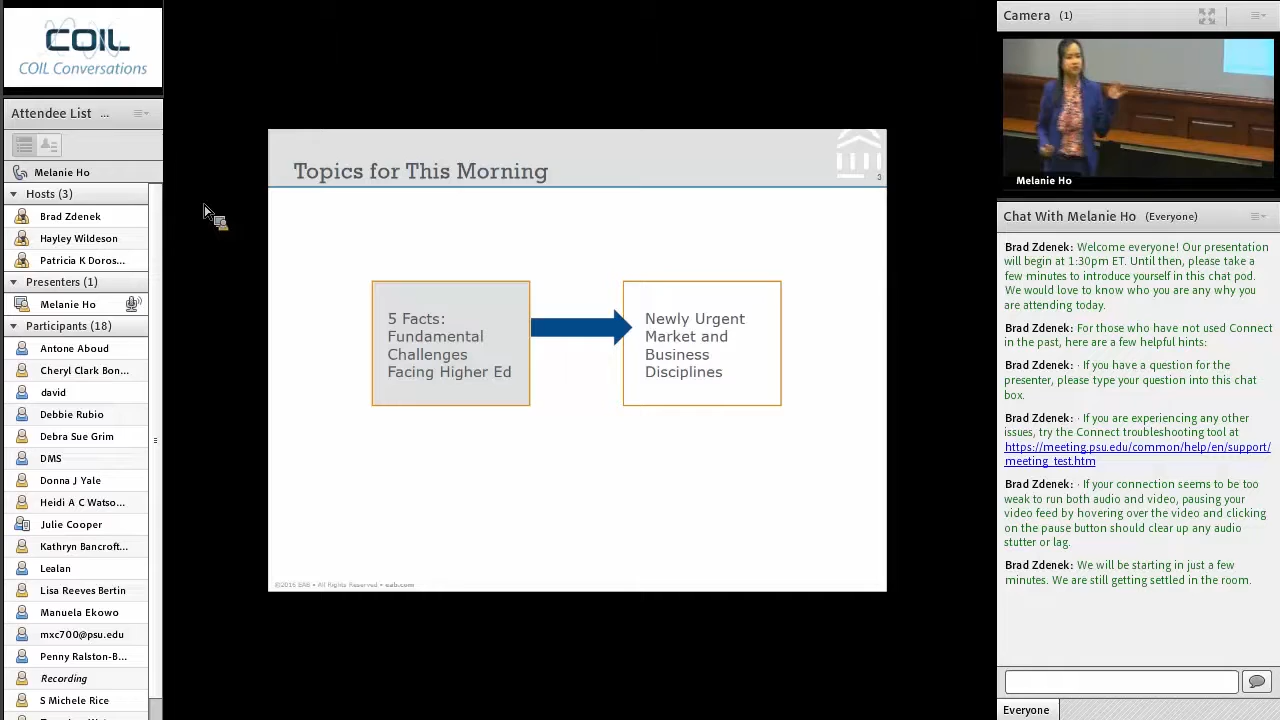 COIL
COIL Conversations
Attendee List ...
Melanie Ho
Hosts (3)
Brad Zdenek
Hayley Wildeson
Patricia K Doros...
Presenters (1)
Melanie Ho
Participants (18)
Antone Aboud
Cheryl Clark Bon...
david
Debbie Rubio
Debra Sue Grim
DMS
Donna J Yale
Heidi A C Watso...
Julie Cooper
Kathryn Bancroft...
Lealan
Lisa Reeves Bertin
Manuela Ekowo
mxc700@psu.edu
Penny Ralston-B...
Recording
S Michele Rice
Topics for This Morning
3
5 Facts:
Fundamental
Challenges
Facing Higher Ed
Newly Urgent
Market and
Business
Disciplines
©2016 EAB • All Rights Reserved • eab.com
Camera (1)
Melanie Ho
Chat With Melanie Ho (Everyone)
Brad Zdenek: Welcome everyone! Our presentation
will begin at 1:30pm ET. Until then, please take a
few minutes to introduce yourself in this chat pod.
We would love to know who you are any why you
are attending today.
Brad Zdenek: For those who have not used Connect
in the past, here are a few helpful hints:
Brad Zdenek: · If you have a question for the
presenter, please type your question into this chat
box.
Brad Zdenek: · If you are experiencing any other
issues, try the Connect troubleshooting tool at
https://meeting.psu.edu/common/help/en/support/
meeting_test.htm
Brad Zdenek: · If your connection seems to be too
weak to run both audio and video, pausing your
video feed by hovering over the video and clicking
on the pause button should clear up any audio
stutter or lag.
Brad Zdenek: We will be starting in just a few
minutes. We are still getting settled in the room.
Everyone